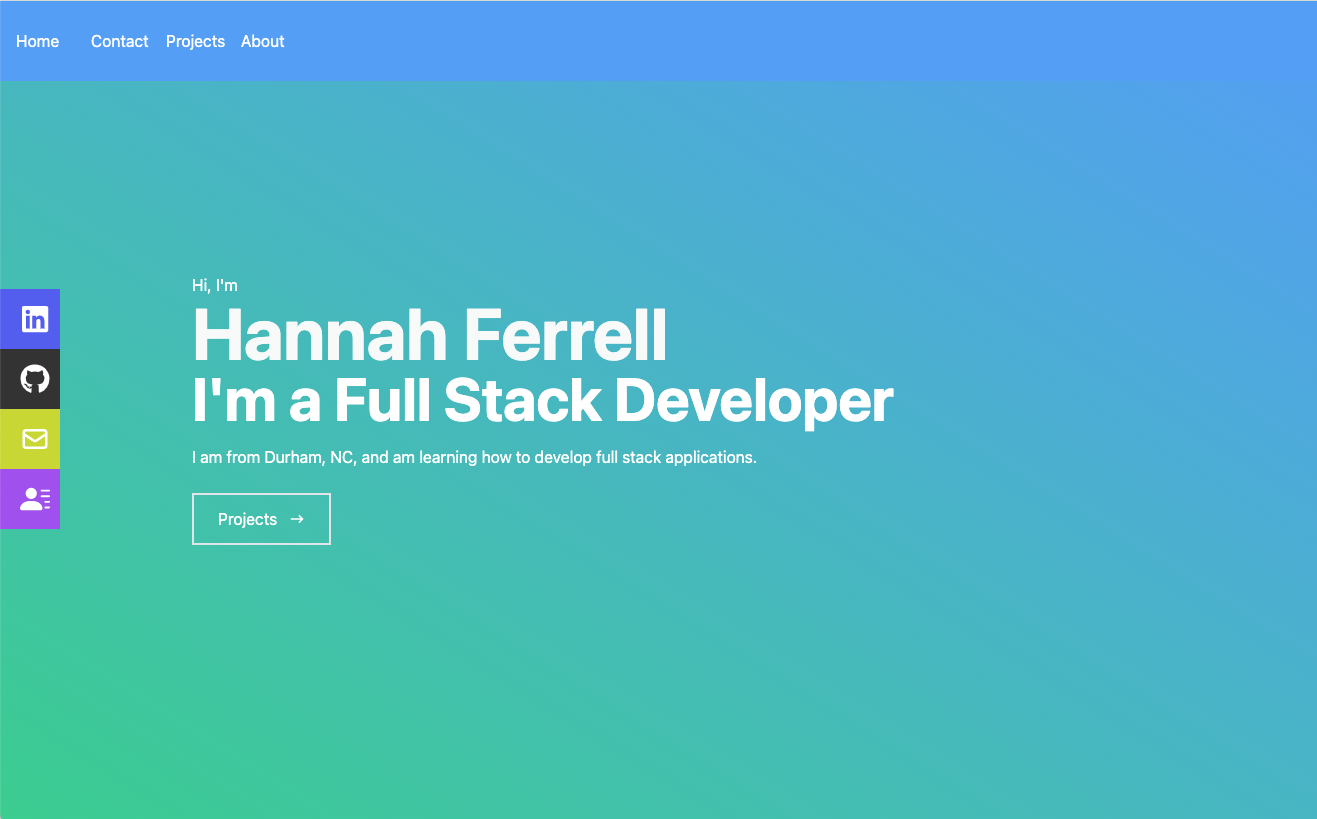 Home Contact Projects About
Hi, I'm
Hannah Ferrell
I'm a Full Stack Developer
I am from Durham, NC, and am learning how to develop full stack applications.
Projects →
in